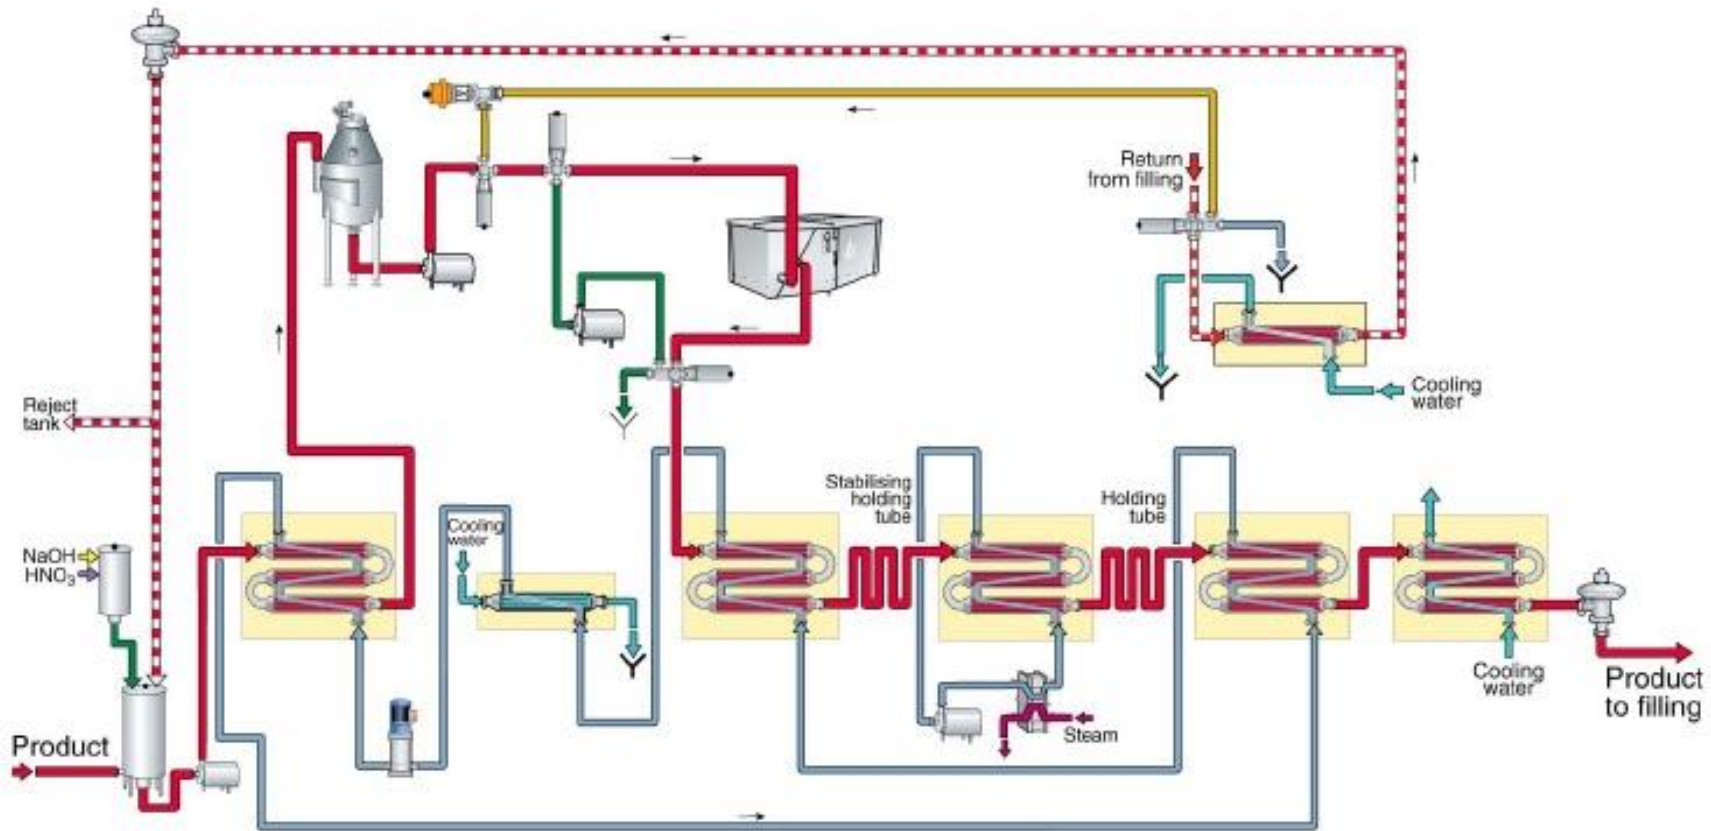 Return
from filling
Cooling
water
Reject
tank
Stabilising
holding
tube
Holding
tube
Cooling
water
NaOH
HNO₃
Steam
Cooling
water
Product
to filling
Product